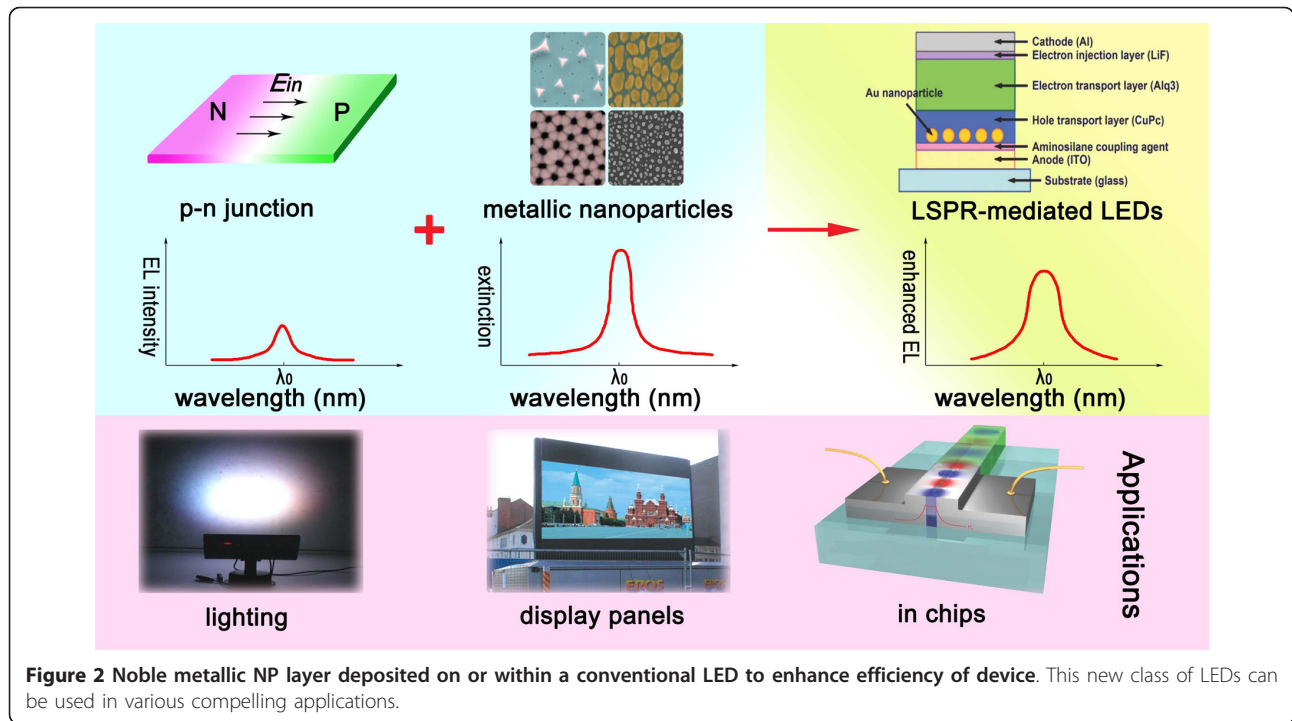 Ein
N
P
p-n junction
+
metallic nanoparticles
Cathode (Al)
Electron injection layer (LiF)
Electron transport layer (Alq3)
Au nanoparticle
Hole transport layer (CuPc)
Aminosilane coupling agent
Anode (ITO)
Substrate (glass)
LSPR-mediated LEDs
EL intensity
λ0
wavelength (nm)
extinction
λ0
wavelength (nm)
enhanced EL
λ0
wavelength (nm)
lighting
EROS
display panels
in chips
Applications
Figure 2 Noble metallic NP layer deposited on or within a conventional LED to enhance efficiency of device. This new class of LEDs can
be used in various compelling applications.